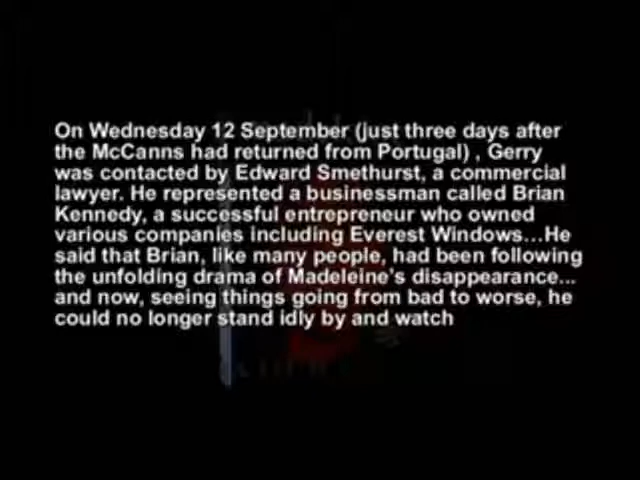 On Wednesday 12 September (just three days after
the McCanns had returned from Portugal) , Gerry
was contacted by Edward Smethurst, a commercial
lawyer. He represented a businessman called Brian
Kennedy, a successful entrepreneur who owned
various companies including Everest Windows...He
said that Brian, like many people, had been following
the unfolding drama of Madeleine's disappearance...
and now, seeing things going from bad to worse, he
could no longer stand idly by and watch